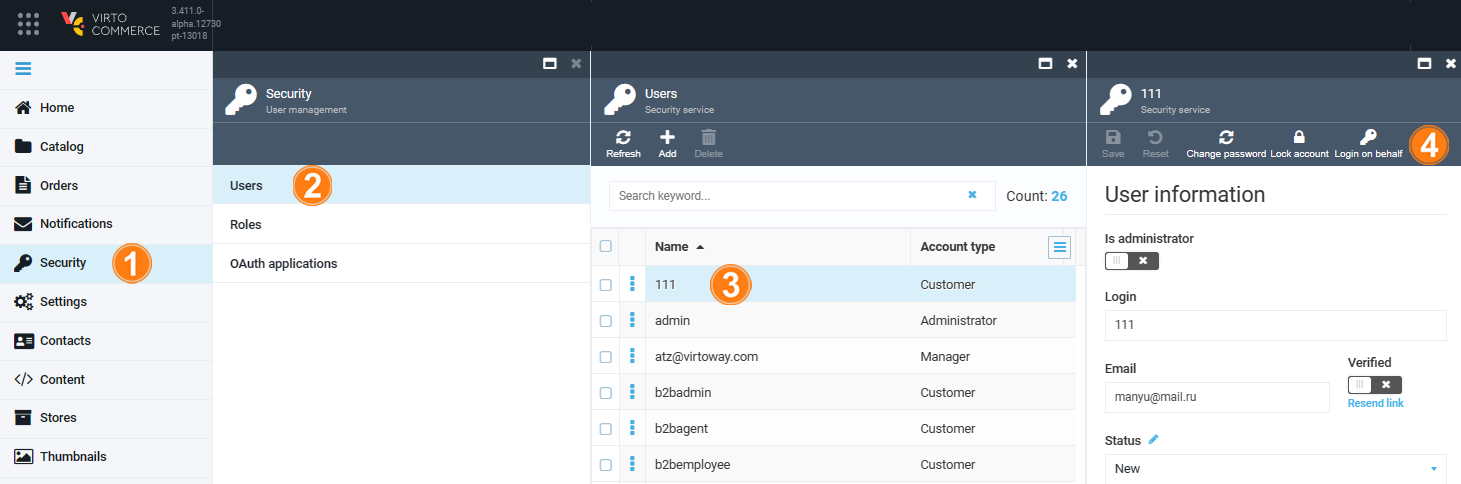 VIRTO
COMMERCE
3.411.0-
alpha.12730
pt-13018
Home
Catalog
Orders
Notifications
Security
1
Settings
Contacts
Content
Stores
Thumbnails
Security
User management
Users
2
Roles
OAuth applications
Users
Security service
Refresh
Add
Delete
Search keyword...
Count: 26
Name
Account type
111
3
Customer
admin
Administrator
atz@virtoway.com
Manager
b2badmin
Customer
b2bagent
Customer
b2bemployee
Customer
111
Security service
Save
Reset
Change password
Lock account
Login on behalf
4
User information
Is administrator
Login
111
Email
manyu@mail.ru
Verified
Resend link
Status
New